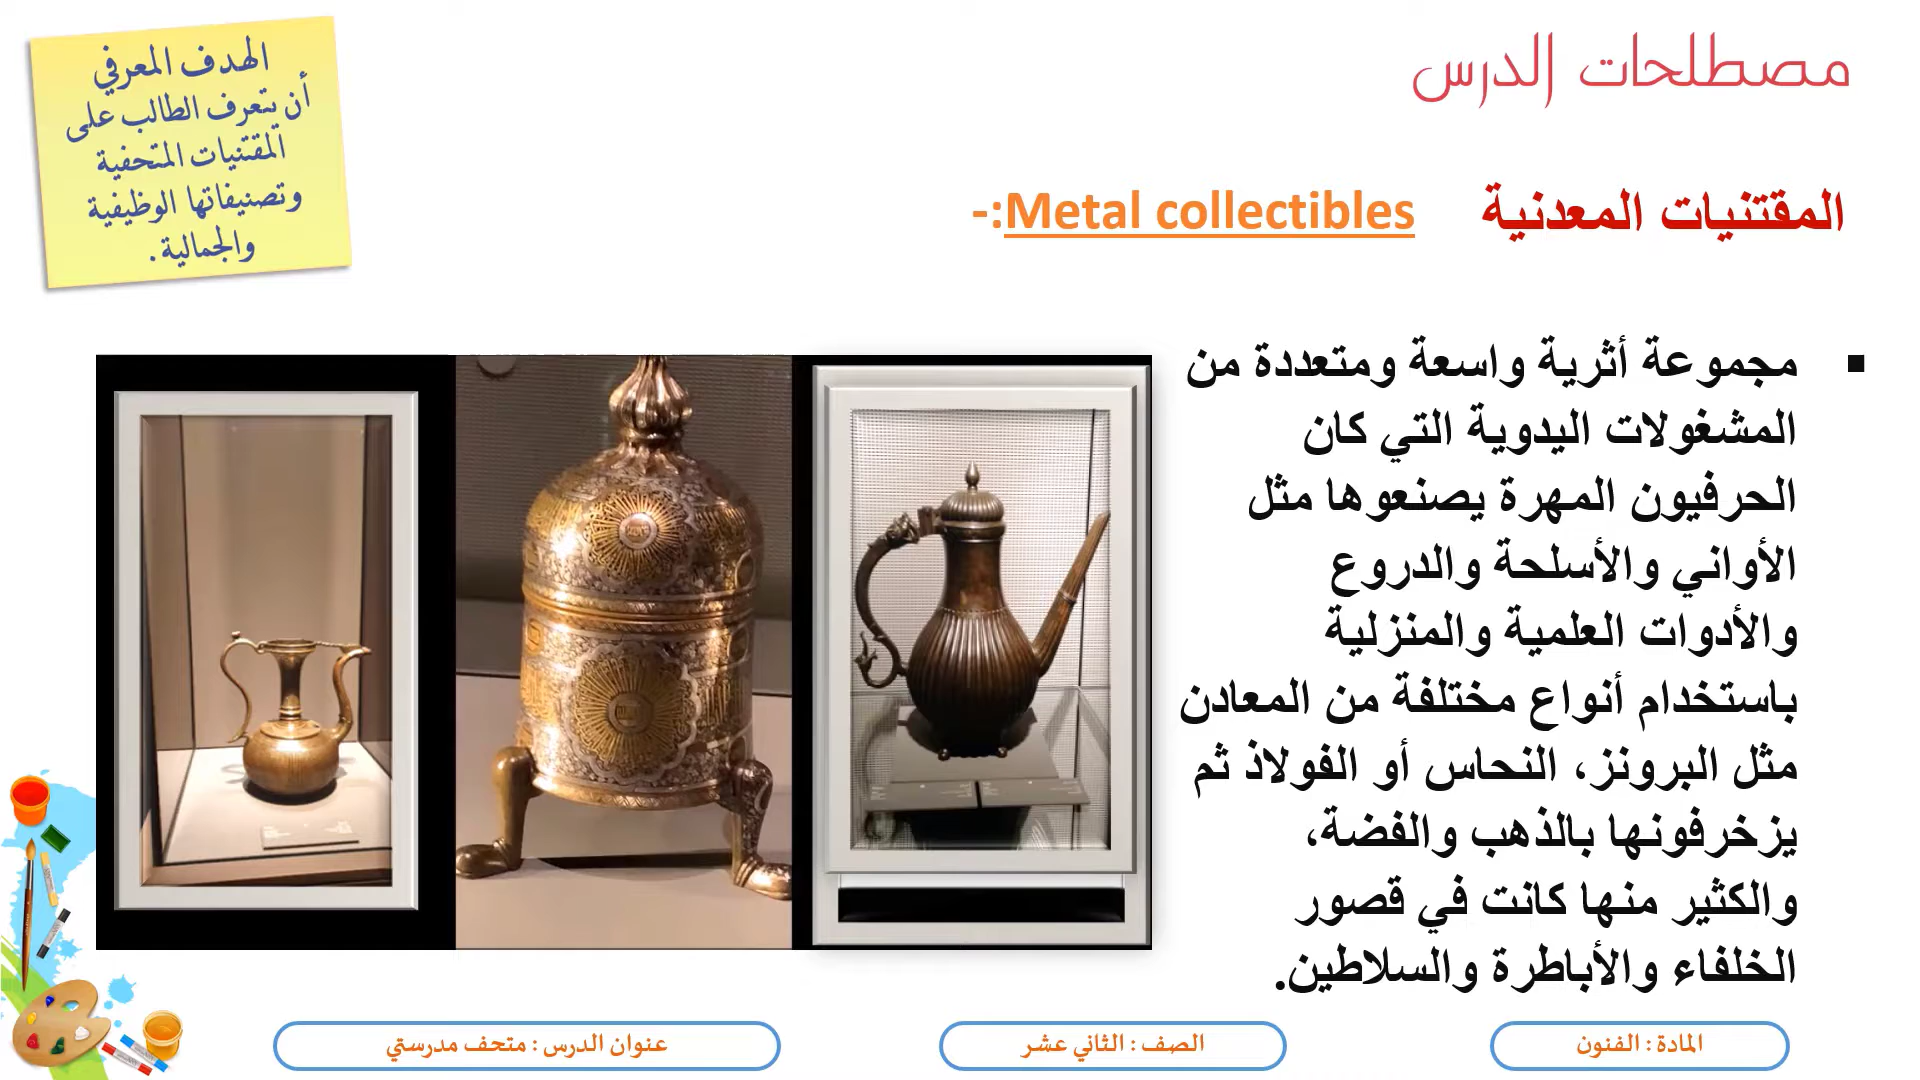 مصطلحات الدرس
الهدف المعرفي
أن يتعرف الطالب على
المقتنيات المتحفية
وتصنيفاتها الوظيفية
والجمالية.
المقتنيات المعدنية Metal collectibles:-
▪ مجموعة أثرية واسعة ومتعددة من
المشغولات اليدوية التي كان
الحرفيون المهرة يصنعوها مثل
الأواني والأسلحة والدروع
والأدوات العلمية والمنزلية
باستخدام أنواع مختلفة من المعادن
مثل البرونز، النحاس أو الفولاذ ثم
يزخرفونها بالذهب والفضة،
والكثير منها كانت في قصور
الخلفاء والأباطرة والسلاطين.
المادة : الفنون
الصف : الثاني عشر
عنوان الدرس : متحف مدرستي